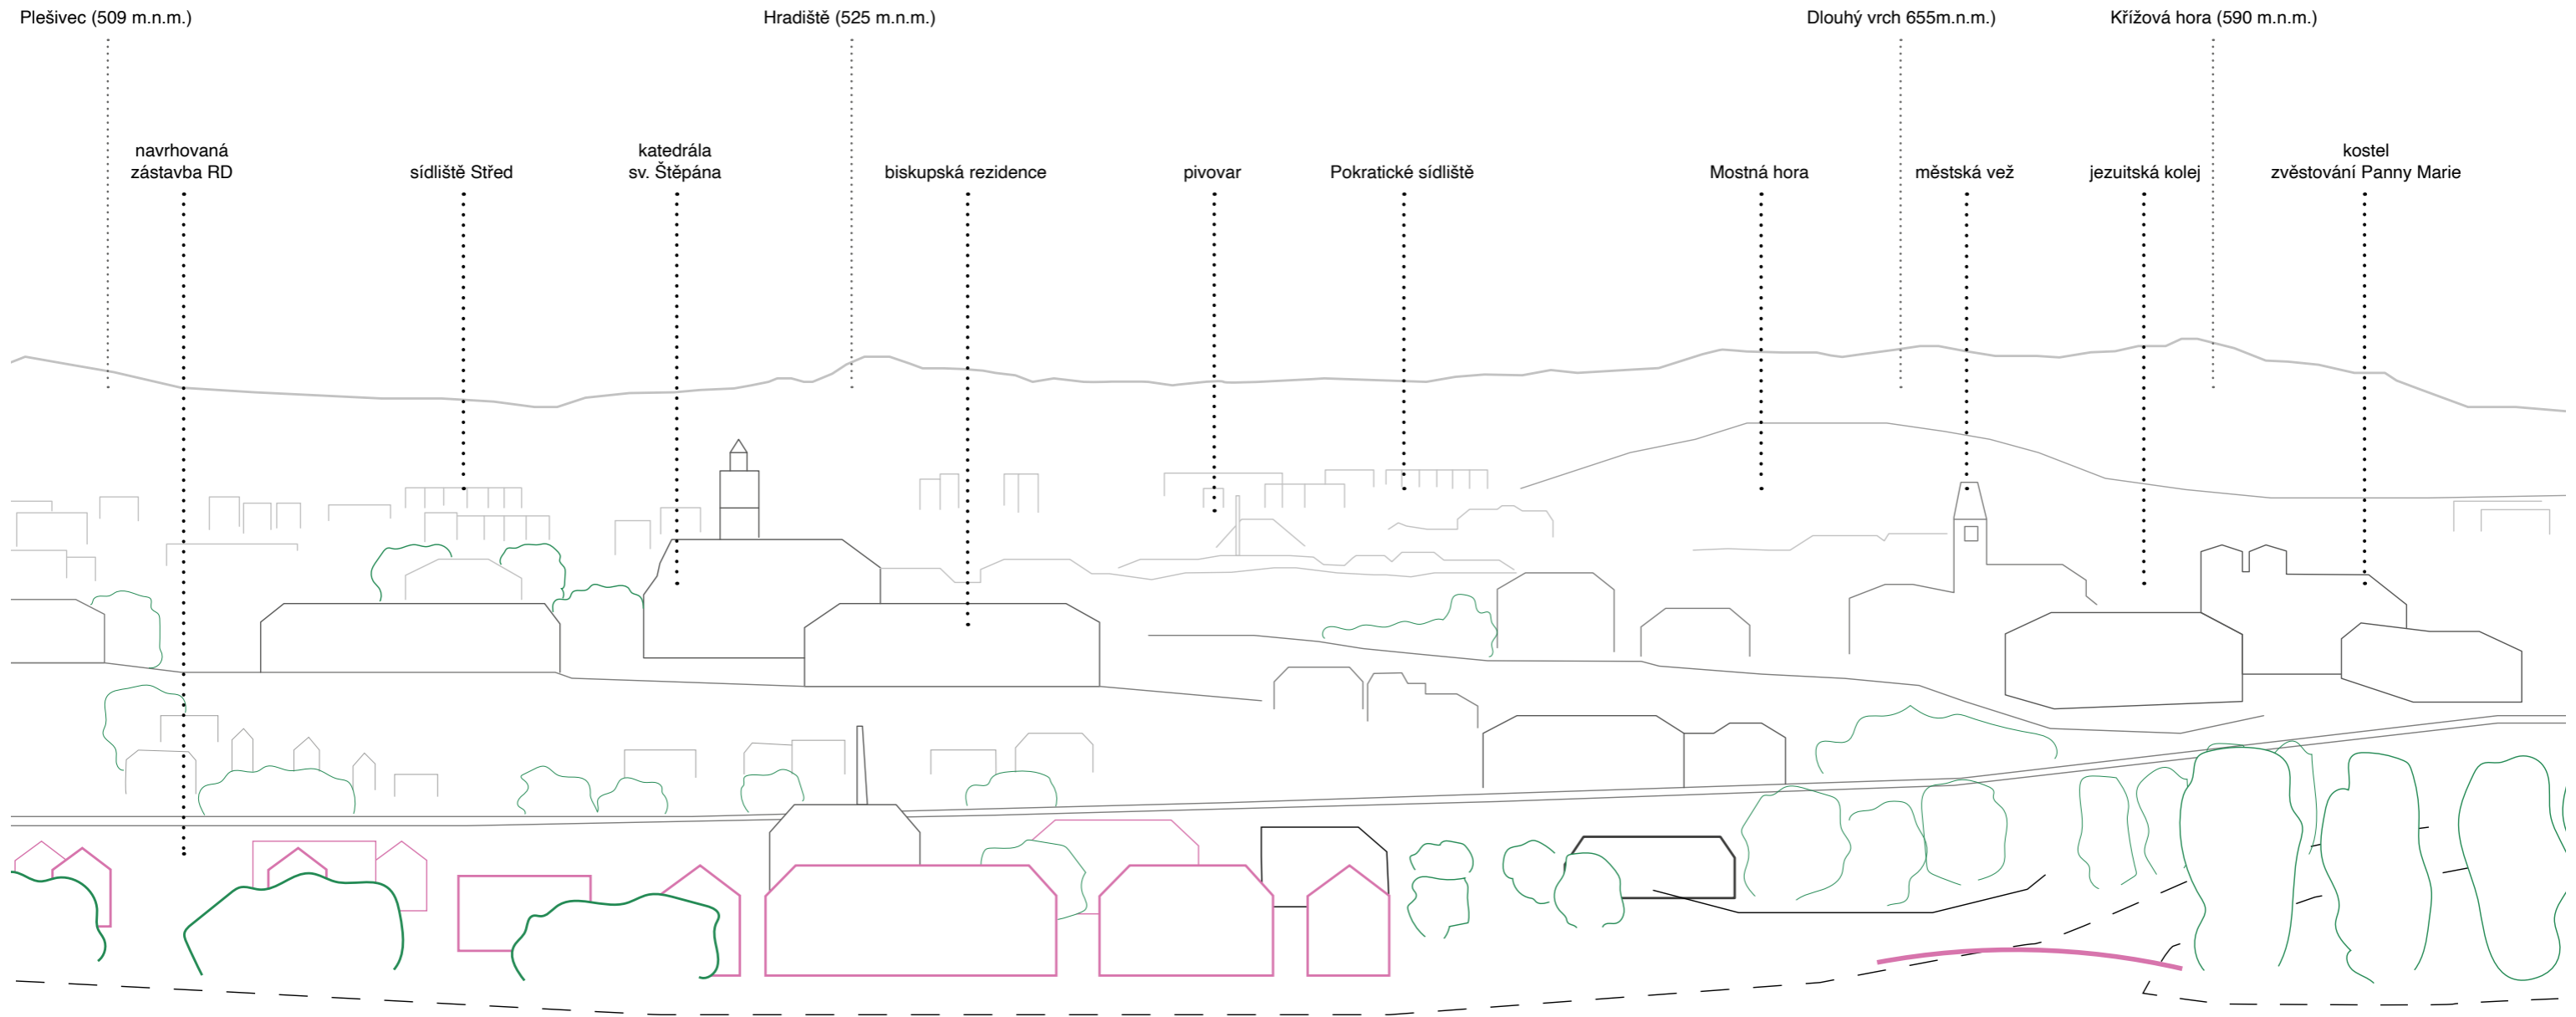 Plešivec (509 m.n.m.)
Hradiště (525 m.n.m.)
Dlouhý vrch 655m.n.m.)
Křížová hora (590 m.n.m.)
navrhovaná
zástavba RD
sídliště Střed
katedrála
sv. Štěpána
biskupská rezidence
pivovar
Pokratické sídliště
Mostná hora
městská vež
jezuitská kolej
kostel
zvěstování Panny Marie